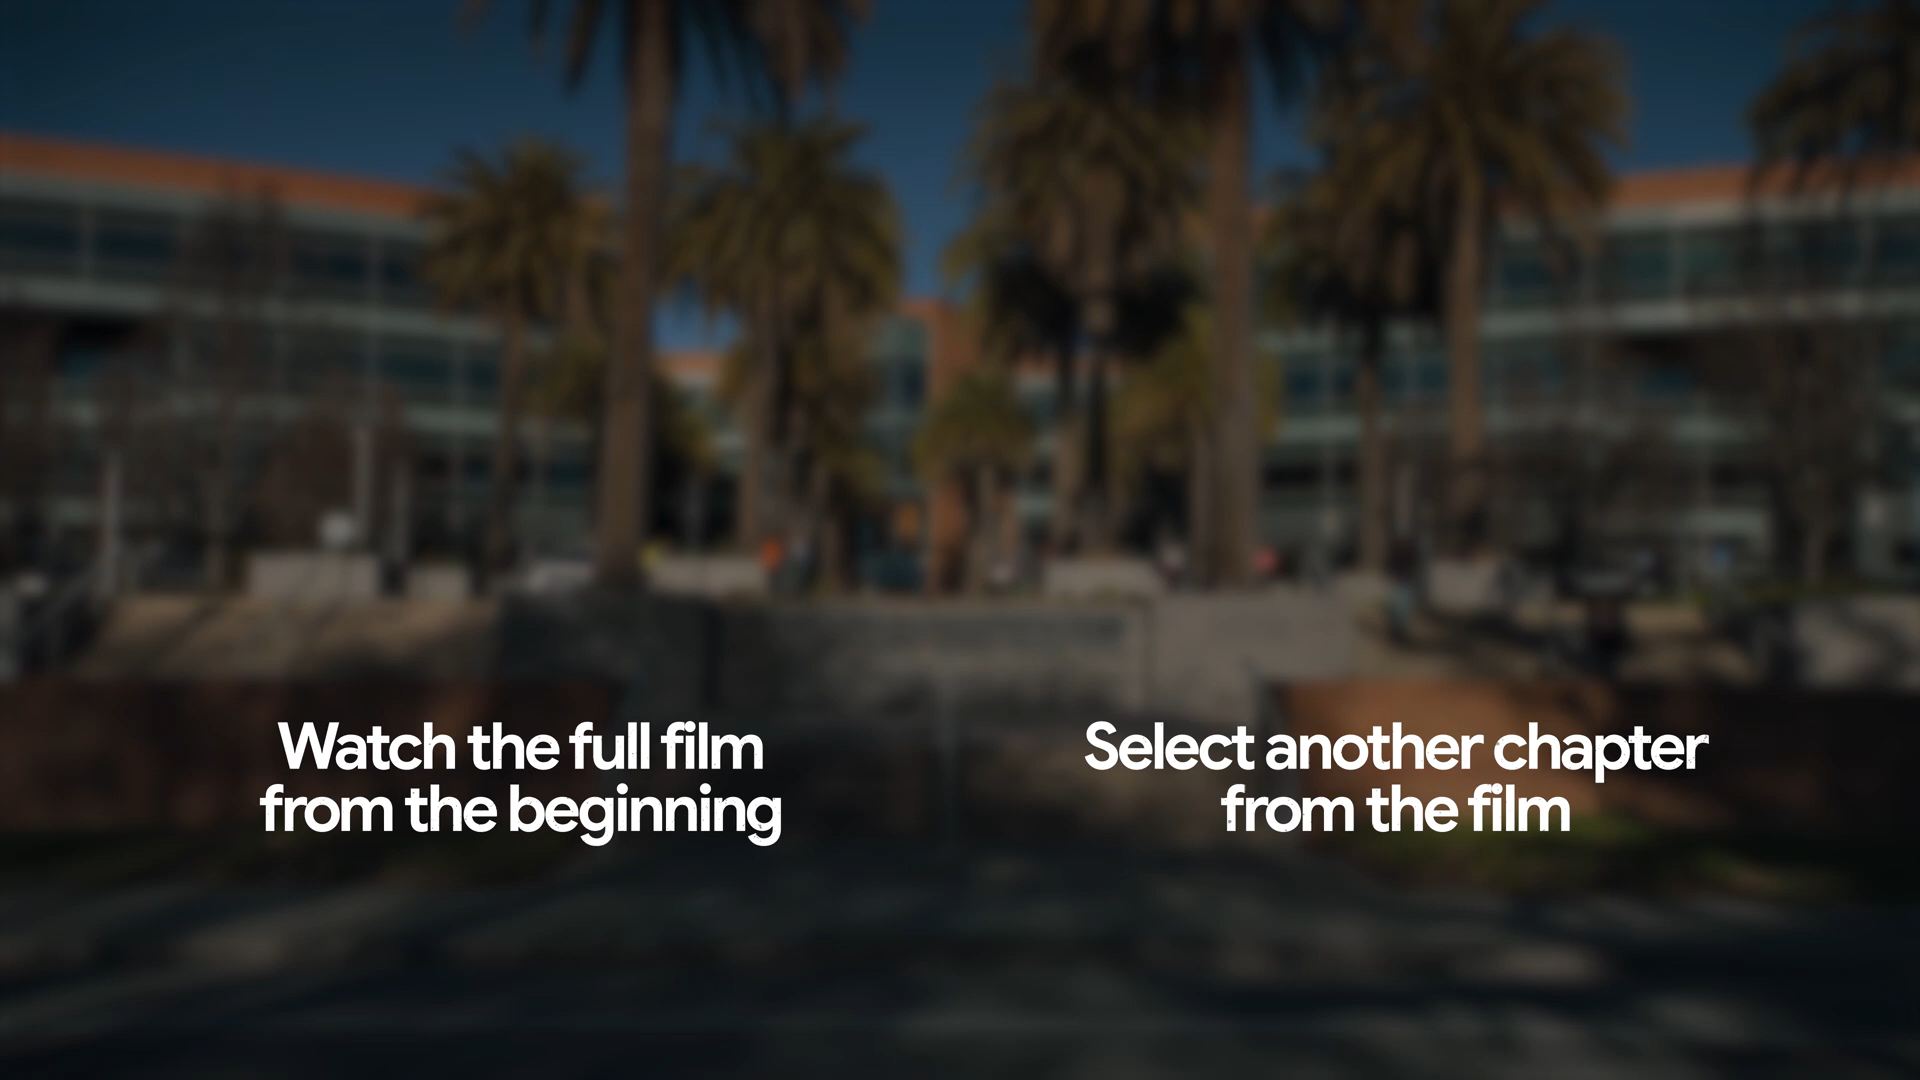 Watch the full film
from the beginning
Select another chapter
from the film